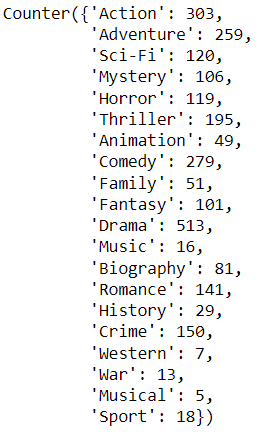 Counter({'Action': 303,
'Adventure': 259,
'Sci-Fi': 120,
'Mystery': 106,
'Horror': 119,
'Thriller': 195,
'Animation': 49,
'Comedy': 279,
'Family': 51,
'Fantasy': 101,
'Drama': 513,
'Music': 16,
'Biography': 81,
'Romance': 141,
'History': 29,
'Crime': 150,
'Western': 7,
'War': 13,
'Musical': 5,
'Sport': 18})